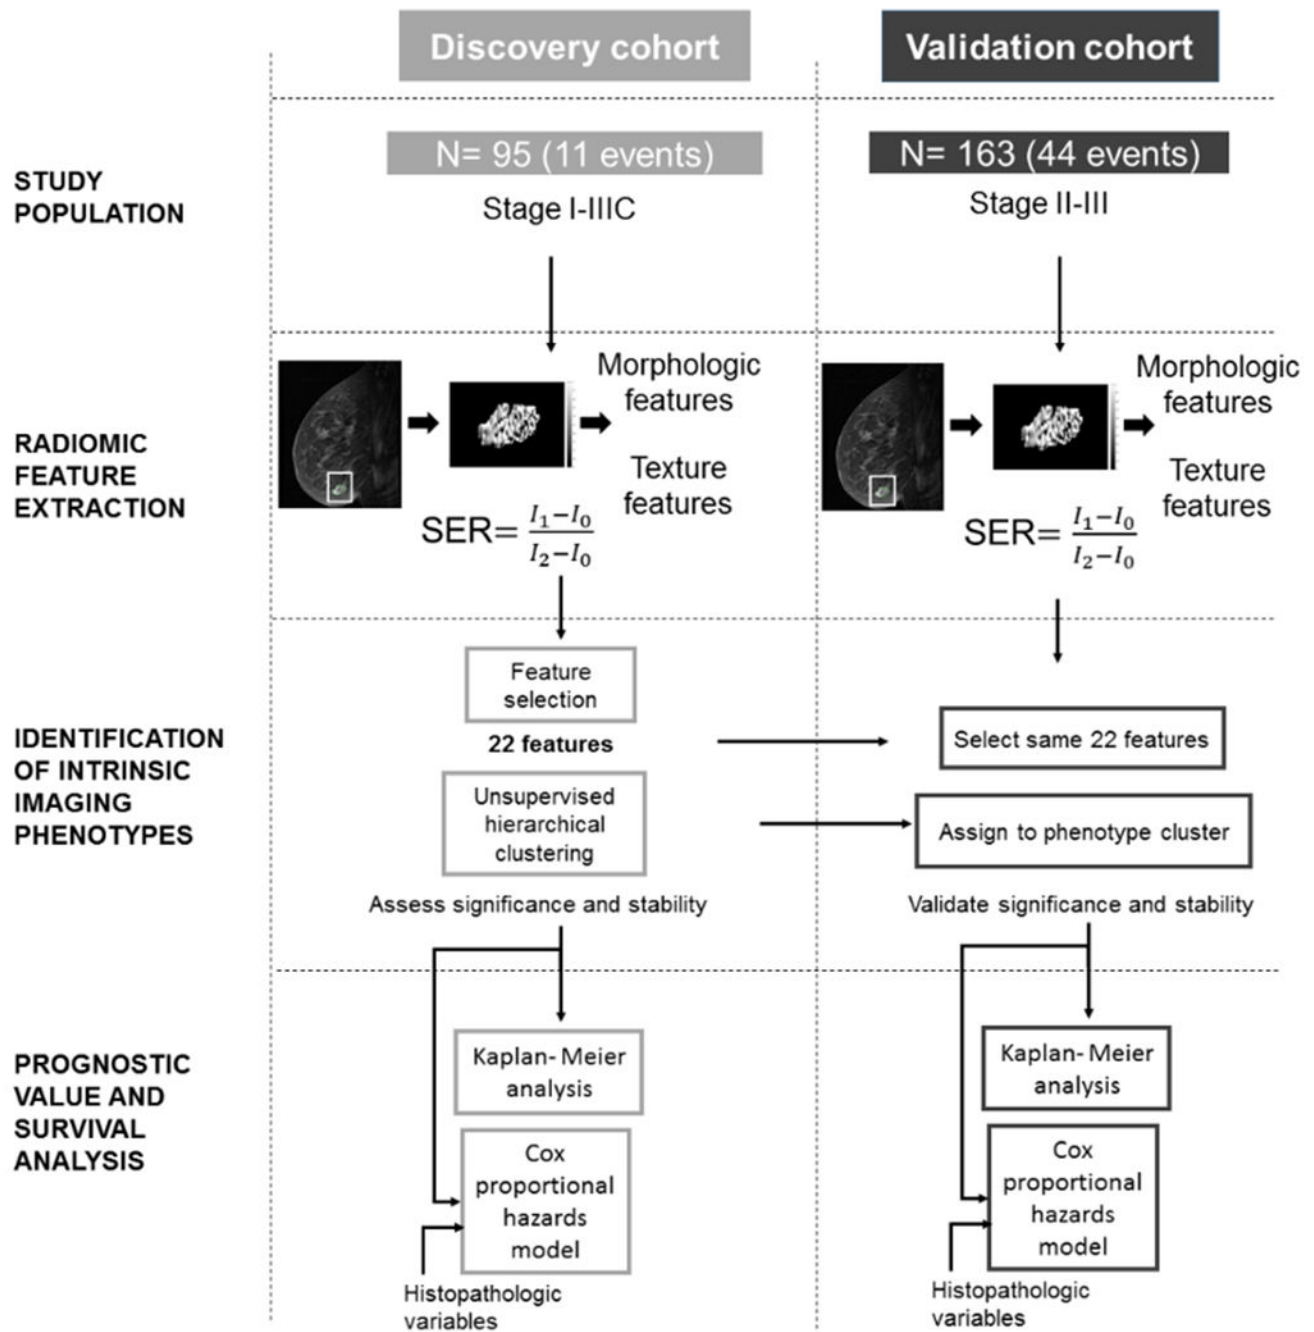 Discovery cohort
Validation cohort
STUDY
POPULATION
N= 95 (11 events)
Stage I-IIIC
N= 163 (44 events)
Stage II-III
RADIOMIC
FEATURE
EXTRACTION
Morphologic
features
Texture
features
SER= I₁−I₀ / I₂−I₀
Morphologic
features
Texture
features
SER= I₁−I₀ / I₂−I₀
IDENTIFICATION
OF INTRINSIC
IMAGING
PHENOTYPES
Feature
selection
22 features
Unsupervised
hierarchical
clustering
Assess significance and stability
Select same 22 features
Assign to phenotype cluster
Validate significance and stability
PROGNOSTIC
VALUE AND
SURVIVAL
ANALYSIS
Kaplan- Meier
analysis
Cox
proportional
hazards
model
Histopathologic
variables
Kaplan- Meier
analysis
Cox
proportional
hazards
model
Histopathologic
variables